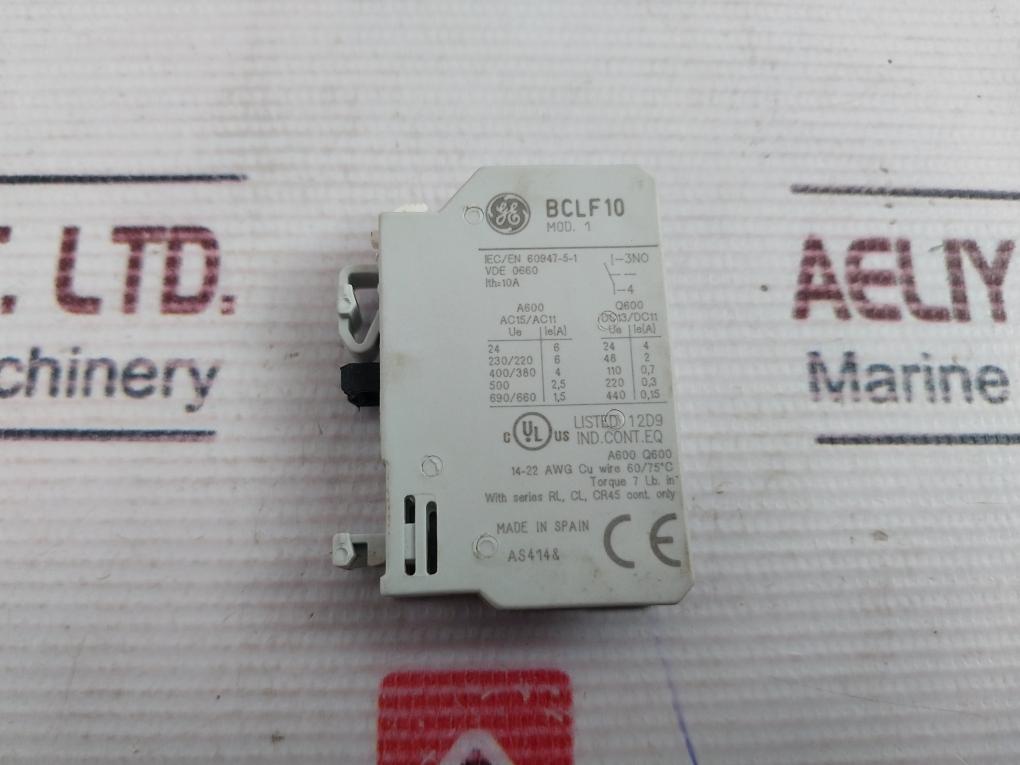 GE
BCLF10
MOD. 1
IEC/EN 60947-5-1
VDE 0660
Ith=10A
3NO
4
A600
AC15/AC11
Ue Ie(A)
24 6
230/220 6
400/380 4
500 2,5
690/660 1,5
Q600
DC13/DC11
Ue Ie(A)
24 4
48 2
110 0,7
220 0,3
440 0,15
C UL US
LISTED 12D9
IND.CONT.EQ
A600 Q600
14-22 AWG Cu wire 60/75°C
Torque 7 Lb. in
With series RL, CL, CR45 cont. only
MADE IN SPAIN
AS414&
CE
LTD.
chinery
AELIY
Marine